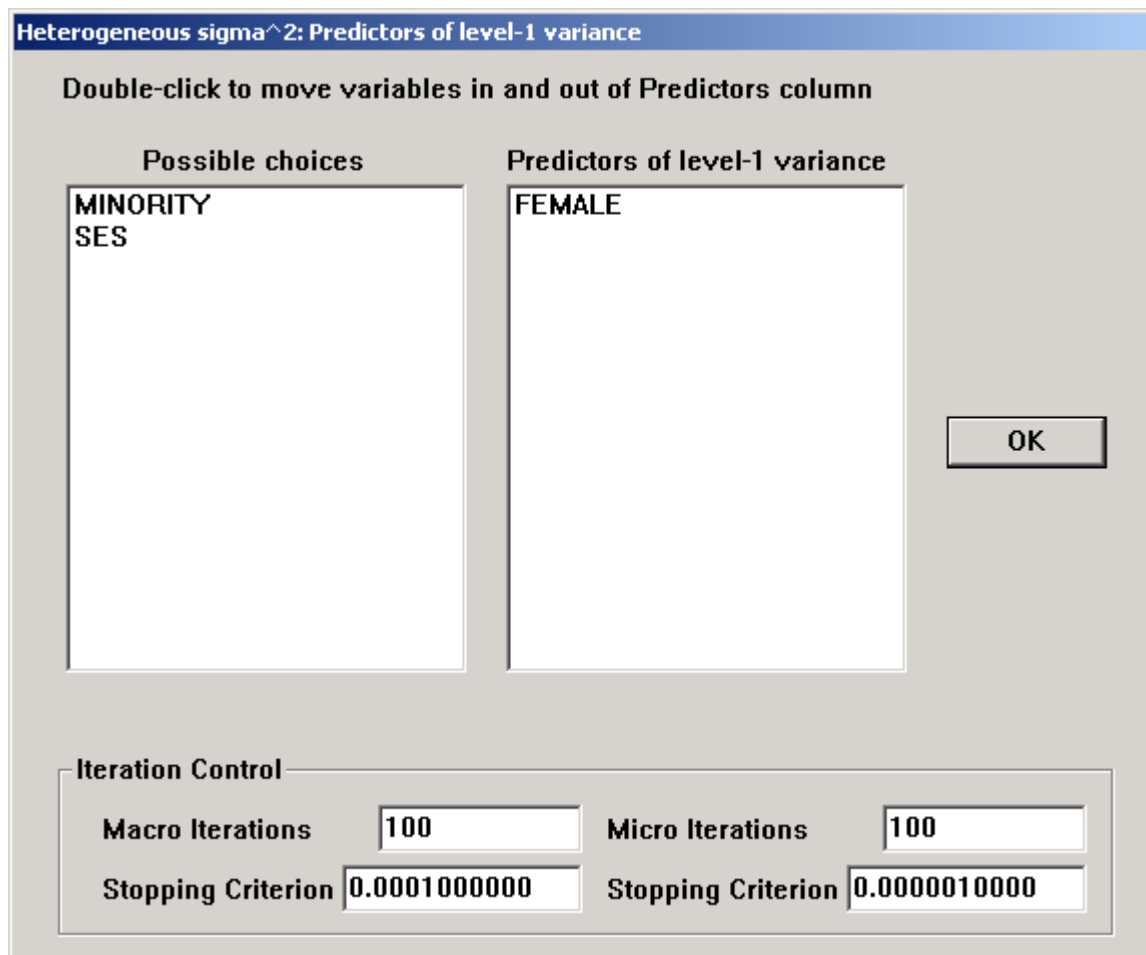 Heterogeneous sigma^2: Predictors of level-1 variance
Double-click to move variables in and out of Predictors column
Possible choices
Predictors of level-1 variance
MINORITY
SES
FEMALE
OK
Iteration Control
Macro Iterations 100
Micro Iterations 100
Stopping Criterion 0.0001000000
Stopping Criterion 0.0000010000